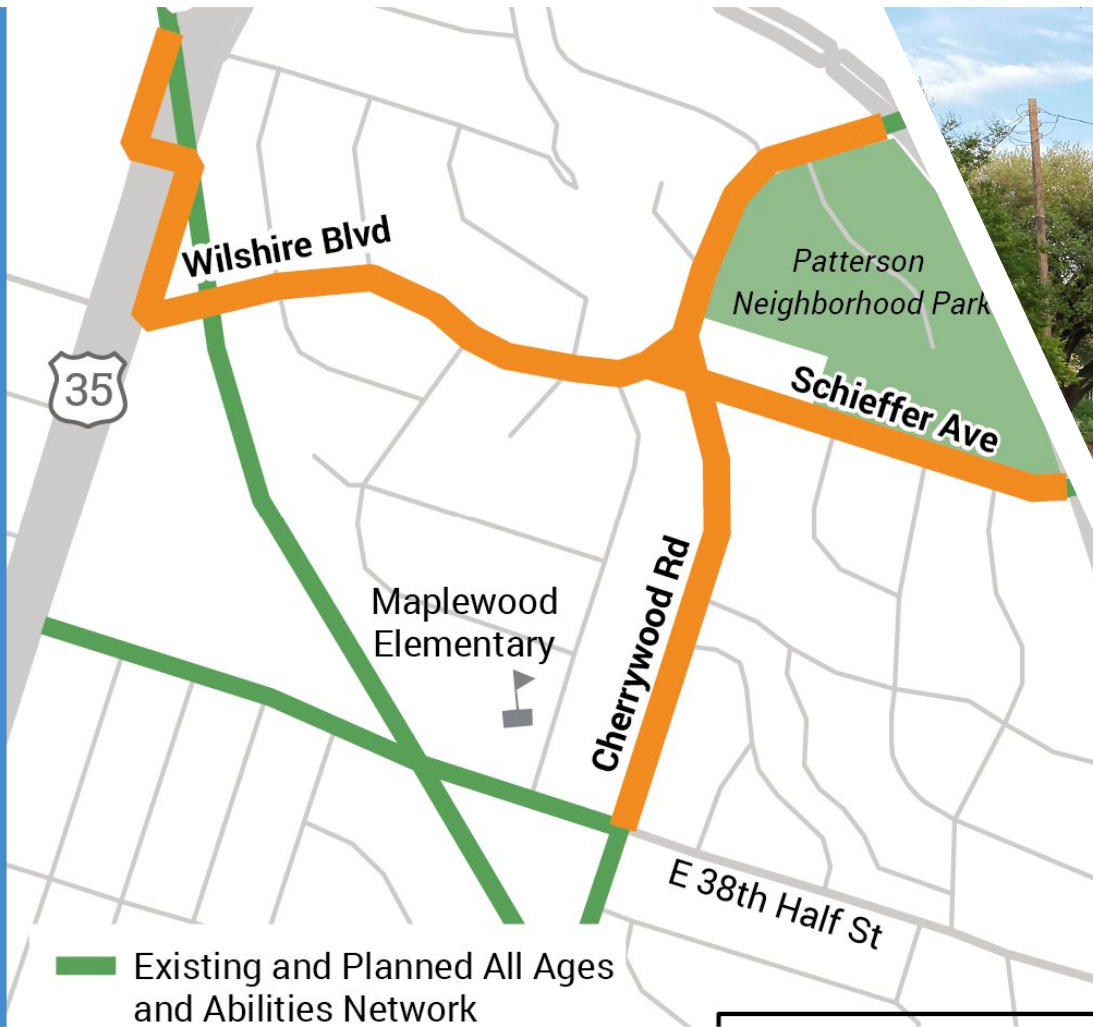 Wilshire Blvd
Patterson
Neighborhood Park
35
Schieffer Ave
Maplewood
Elementary
Cherrywood Rd
E 38th Half St
Existing and Planned All Ages
and Abilities Network